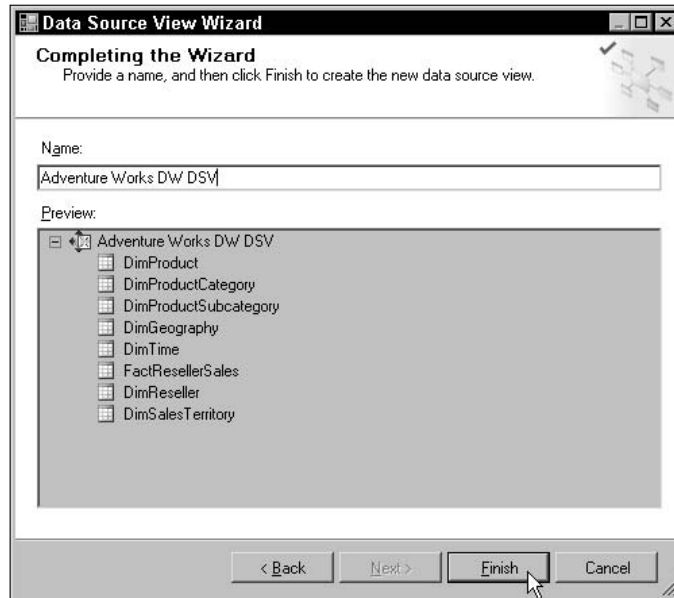 Data Source View Wizard
Completing the Wizard
Provide a name, and then click Finish to create the new data source view.
Name:
Adventure Works DW DSV
Preview:
Adventure Works DW DSV
DimProduct
DimProductCategory
DimProductSubcategory
DimGeography
DimTime
FactResellerSales
DimReseller
DimSalesTerritory
< Back Next > Finish Cancel